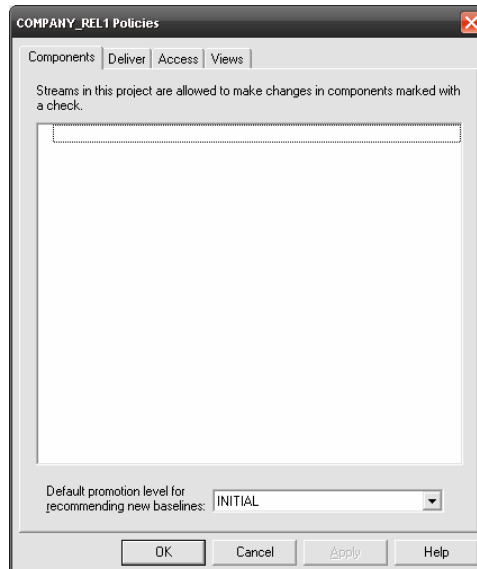 COMPANY_REL1 Policies
Components Deliver Access Views
Streams in this project are allowed to make changes in components marked with
a check.
Default promotion level for
recommending new baselines: INITIAL
OK Cancel Apply Help